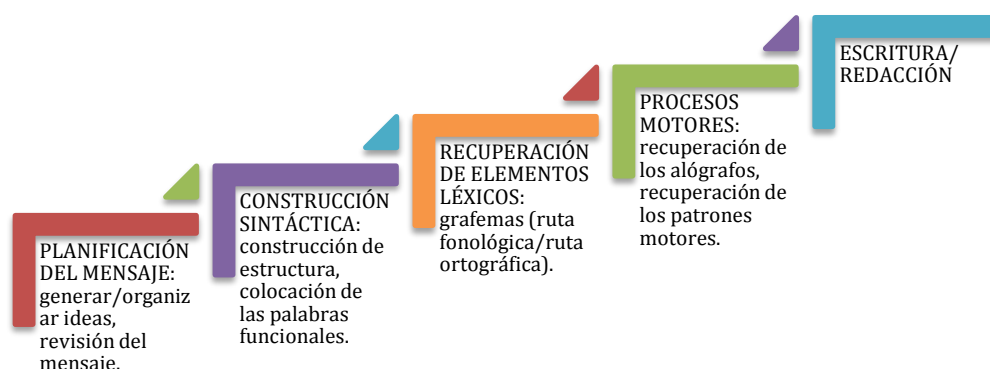 PLANIFICACIÓN
DEL MENSAJE:
generar/organiz
ar ideas,
revisión del
mensaje.
CONSTRUCCIÓN
SINTÁCTICA:
construcción de
estructura,
colocación de
las palabras
funcionales.
RECUPERACIÓN
DE ELEMENTOS
LÉXICOS:
grafemas (ruta
fonológica/ruta
ortográfica).
PROCESOS
MOTORES:
recuperación de
los alógrafos,
recuperación de
los patrones
motores.
ESCRITURA/
REDACCIÓN